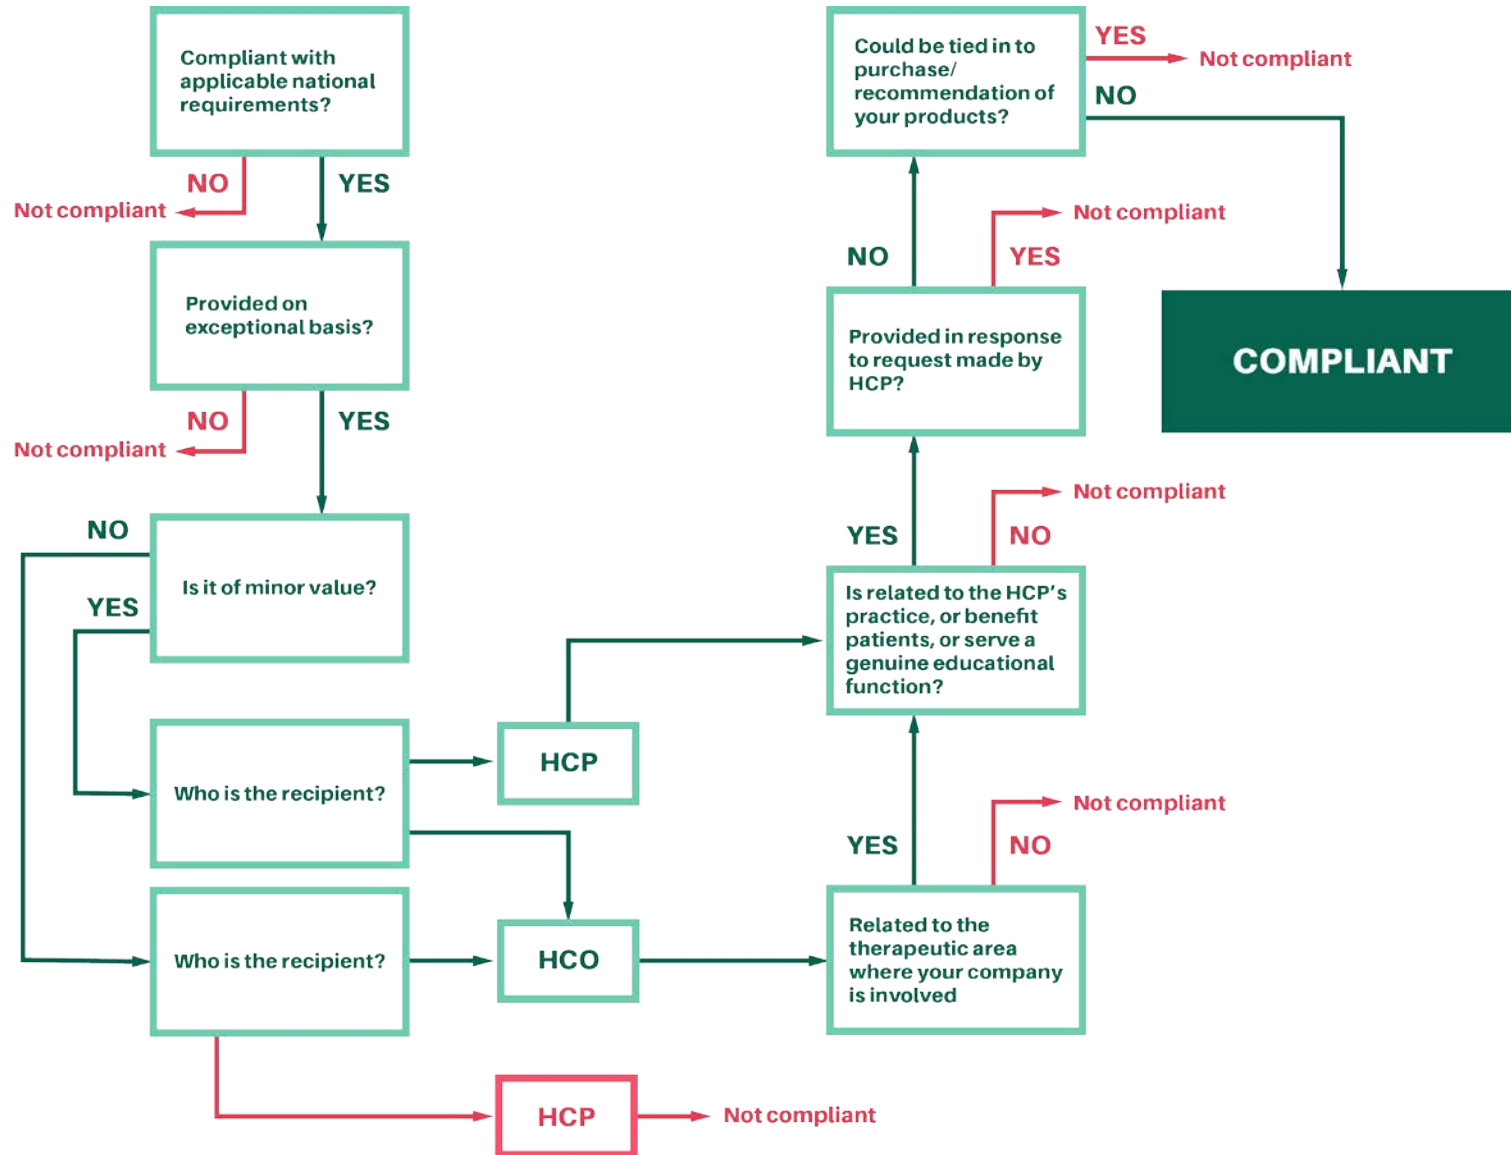 Compliant with
applicable national
requirements?
NO
YES
Not compliant
Provided on
exceptional basis?
NO
YES
Not compliant
NO
Is it of minor value?
YES
Who is the recipient?
HCP
Who is the recipient?
HCO
HCP
Not compliant
Could be tied in to
purchase/
recommendation of
your products?
YES
Not compliant
NO
COMPLIANT
NO
YES
Not compliant
Provided in response
to request made by
HCP?
YES
NO
Not compliant
Is related to the HCP's
practice, or benefit
patients, or serve a
genuine educational
function?
YES
NO
Not compliant
Related to the
therapeutic area
where your company
is involved